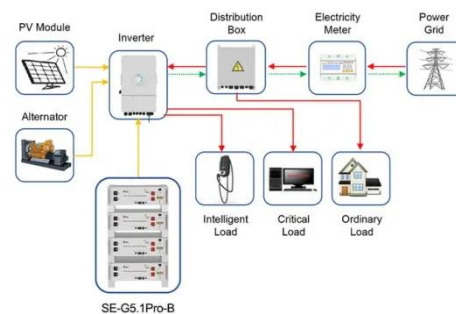 PV Module
Inverter
Distribution
Box
Electricity
Meter
Power
Grid
Alternator
Intelligent
Load
Critical
Load
Ordinary
Load
SE-G5.1Pro-B